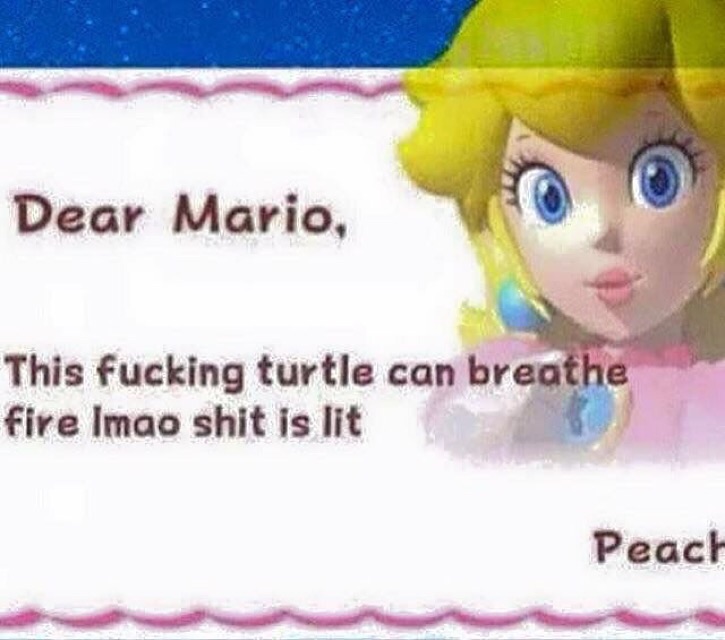 Dear Mario,
This fucking turtle can breathe
fire lmao shit is lit
Peach